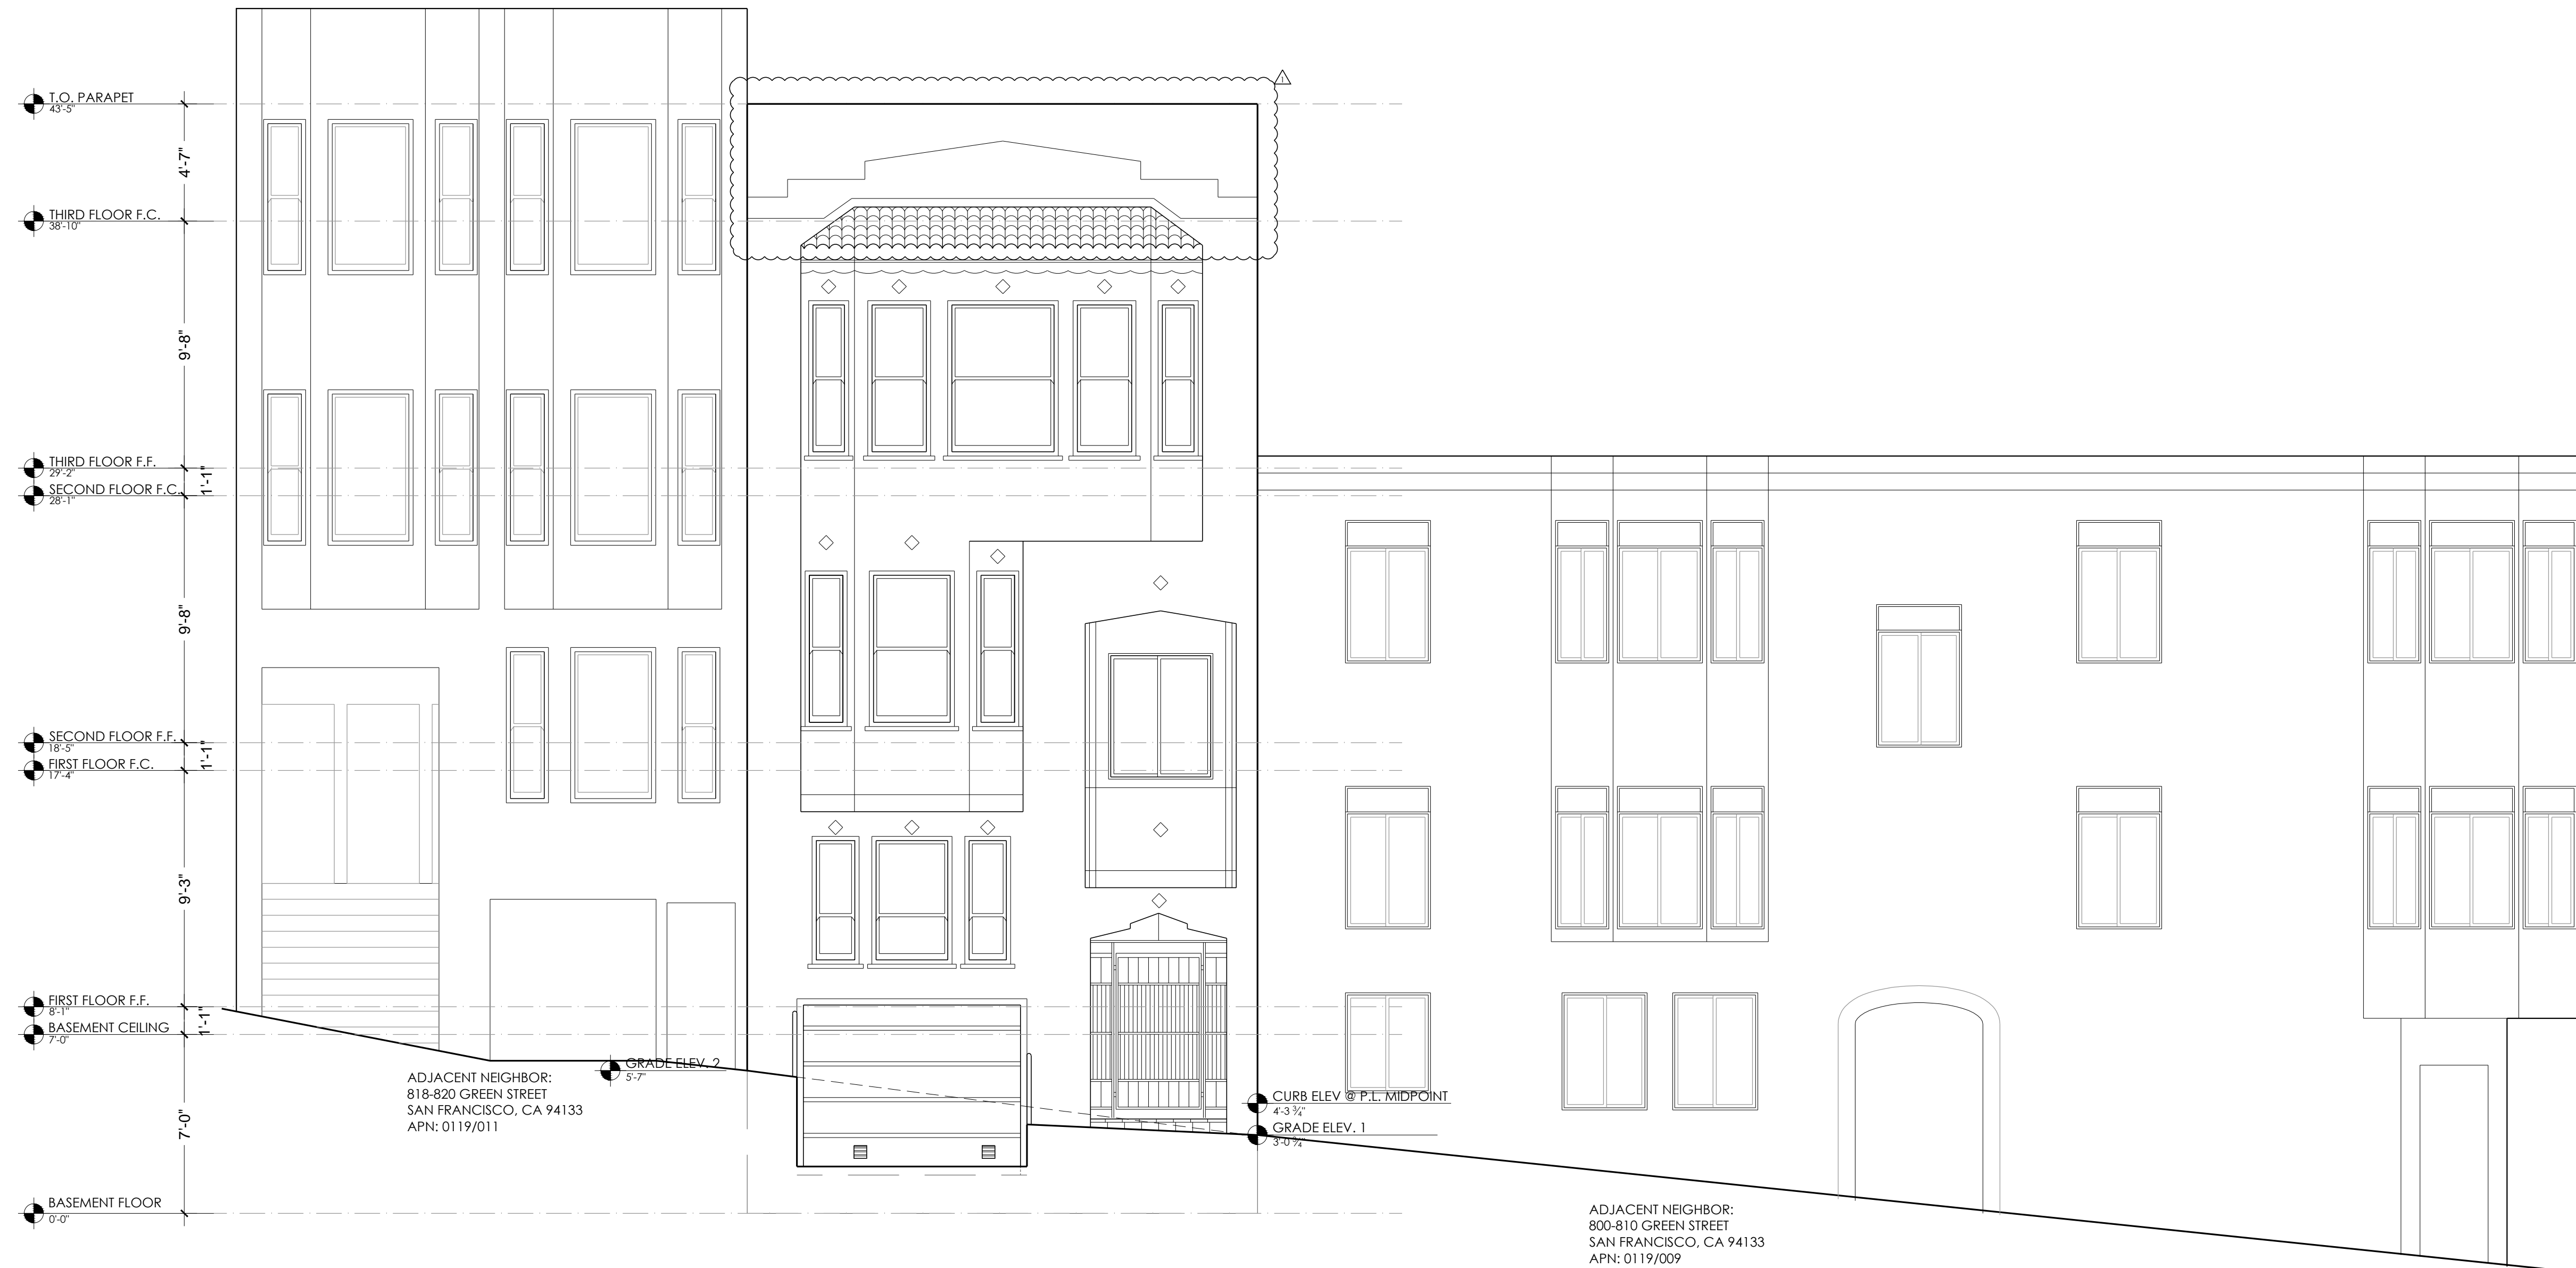 T.O. PARAPET
43'-5"
4'-7"
THIRD FLOOR F.C.
38'-10"
9'-8"
THIRD FLOOR F.F.
29'-2"
1'-1"
SECOND FLOOR F.C.
28'-1"
9'-8"
SECOND FLOOR F.F.
18'-5"
1'-1"
FIRST FLOOR F.C.
17'-4"
9'-3"
FIRST FLOOR F.F.
8'-1"
1'-1"
BASEMENT CEILING
7'-0"
7'-0"
BASEMENT FLOOR
0'-0"
1
GRADE ELEV. 2
5'-7"
ADJACENT NEIGHBOR:
818-820 GREEN STREET
SAN FRANCISCO, CA 94133
APN: 0119/011
CURB ELEV @ P.L. MIDPOINT
4'-3 ¾"
GRADE ELEV. 1
3'-0 ¾"
ADJACENT NEIGHBOR:
800-810 GREEN STREET
SAN FRANCISCO, CA 94133
APN: 0119/009